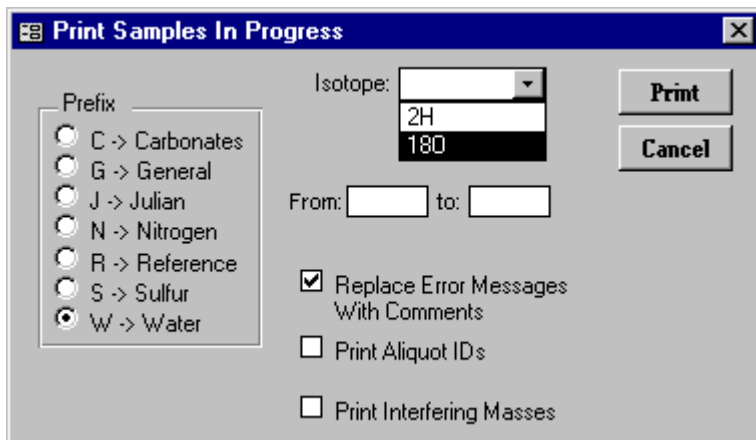 Print Samples In Progress
Prefix
C -> Carbonates
G -> General
J -> Julian
N -> Nitrogen
R -> Reference
S -> Sulfur
W -> Water
Isotope:
2H
18O
From: to:
Replace Error Messages
With Comments
Print Aliquot IDs
Print Interfering Masses
Print
Cancel